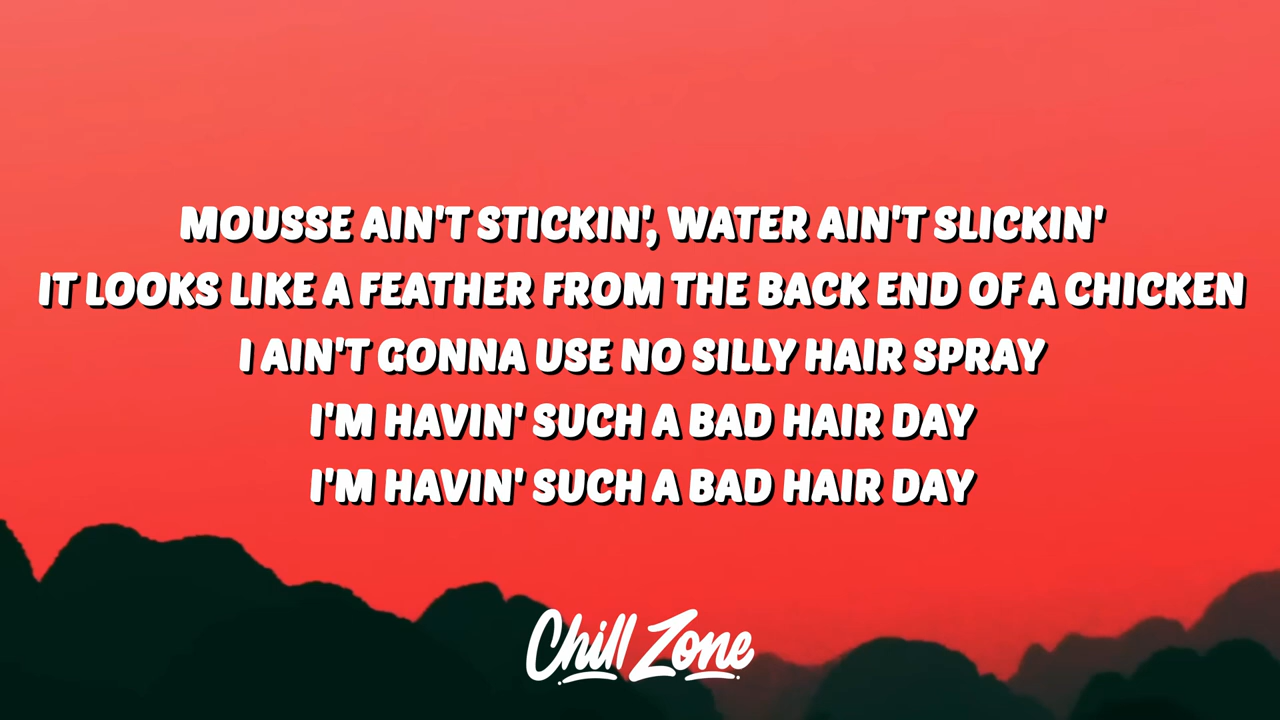 MOUSSE AIN'T STICKIN', WATER AIN'T SLICKIN'
IT LOOKS LIKE A FEATHER FROM THE BACK END OF A CHICKEN
I AIN'T GONNA USE NO SILLY HAIR SPRAY
I'M HAVIN' SUCH A BAD HAIR DAY
I'M HAVIN' SUCH A BAD HAIR DAY
Chill Zone